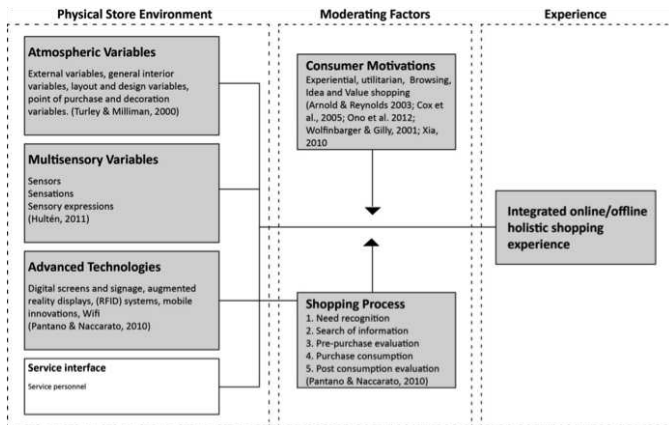 Physical Store Environment
Atmospheric Variables
External variables, general interior
variables, layout and design variables,
point of purchase and decoration
variables. (Turley & Milliman, 2000)
Multisensory Variables
Sensors
Sensations
Sensory expressions
(Hultén, 2011)
Advanced Technologies
Digital screens and signage, augmented
reality displays, (RFID) systems, mobile
innovations, Wifi
(Pantano & Naccarato, 2010)
Service interface
Service personnel
Moderating Factors
Consumer Motivations
Experiential, utilitarian, Browsing,
Idea and Value shopping
(Arnold & Reynolds 2003; Cox et
al., 2005; Ono et al. 2012;
Wolfinbarger & Gilly, 2001; Xia,
2010
Shopping Process
1. Need recognition
2. Search of information
3. Pre-purchase evaluation
4. Purchase consumption
5. Post consumption evaluation
(Pantano & Naccarato, 2010)
Experience
Integrated online/offline
holistic shopping
experience